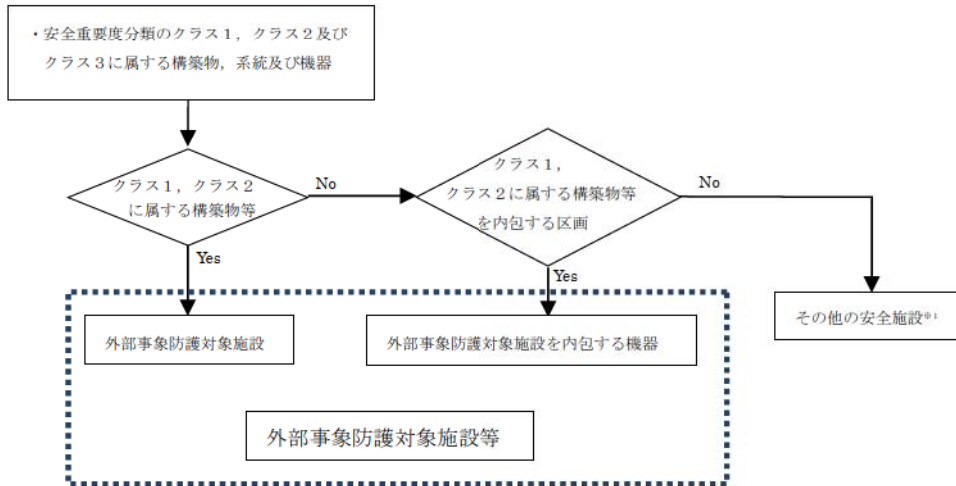 ・安全重要度分類のクラス１，クラス２及び
クラス３に属する構築物，系統及び機器
クラス１，クラス２
に属する構築物等
No
クラス１，
クラス２に属する構築物等
を内包する区画
No
Yes
Yes
外部事象防護対象施設
外部事象防護対象施設を内包する機器
その他の安全施設※1
外部事象防護対象施設等